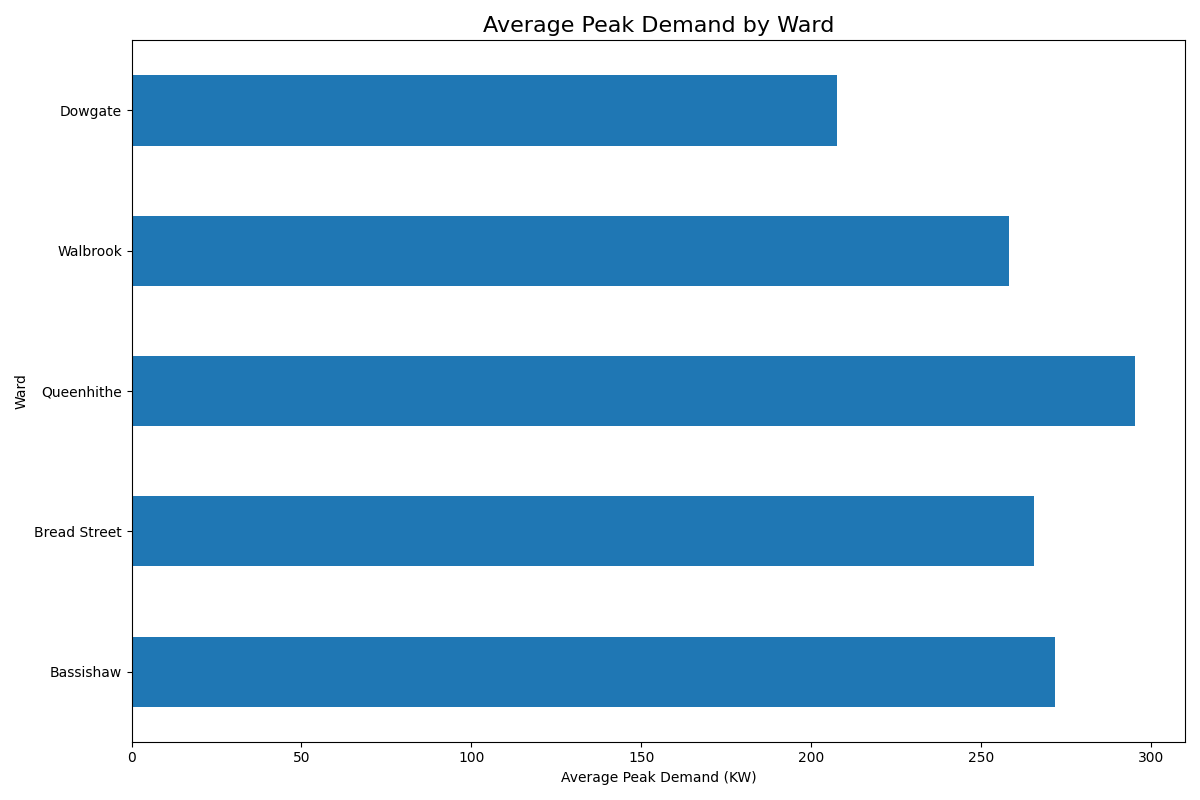 Average Peak Demand by Ward
Dowgate
Walbrook
Queenhithe
Bread Street
Bassishaw
Ward
0 50 100 150 200 250 300
Average Peak Demand (KW)